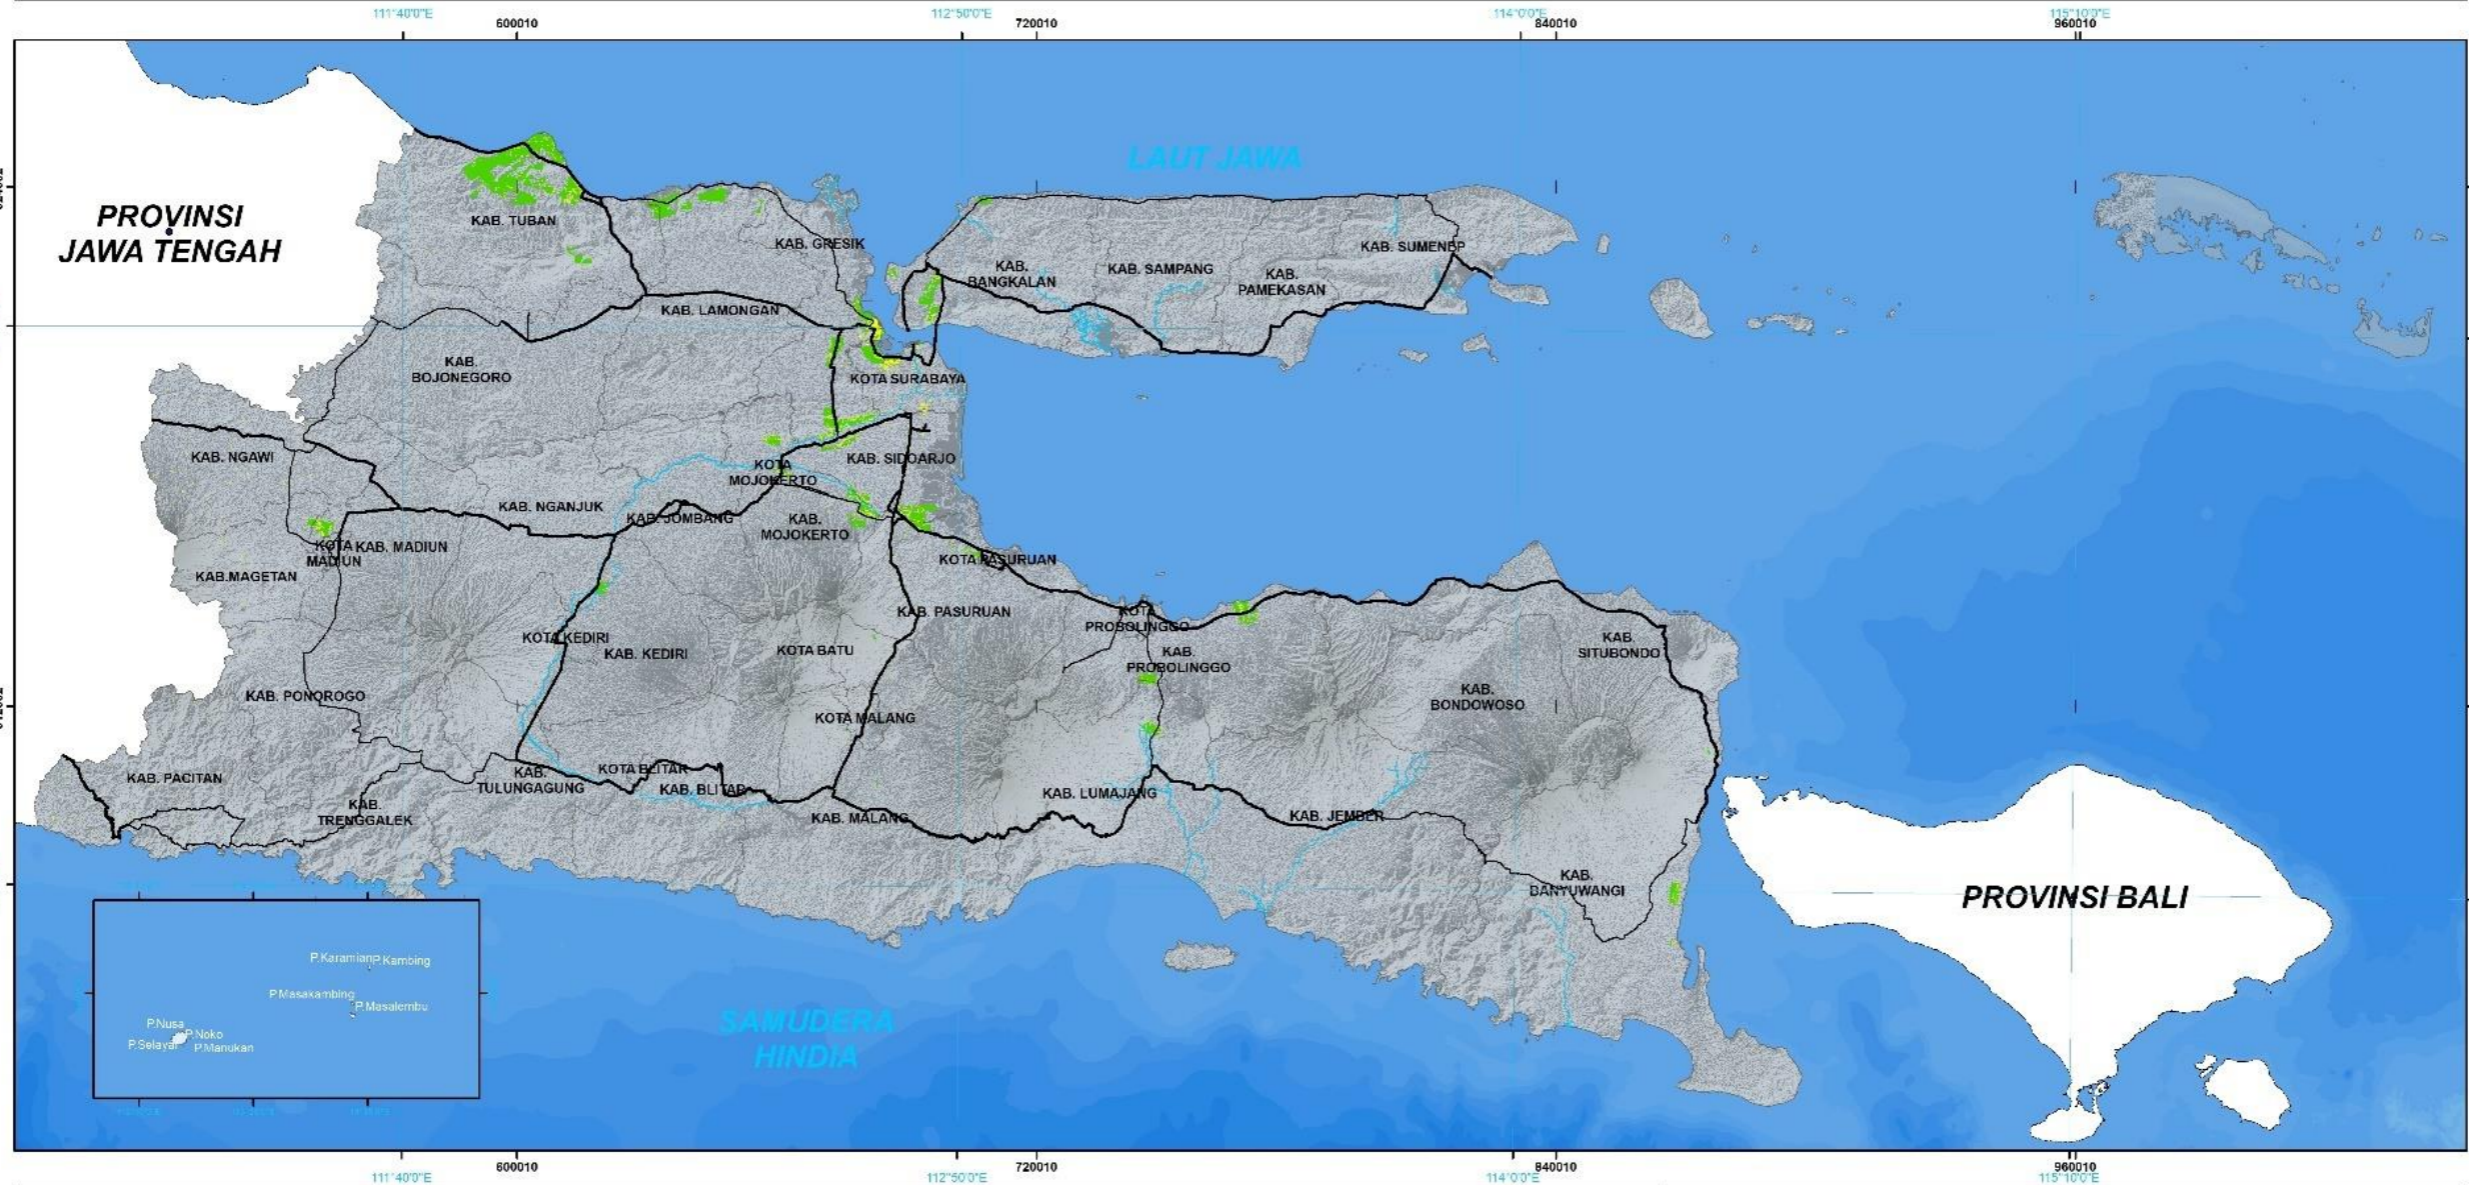 111°40'0"E
112°50'0"E
114°0'0"E
115°10'0"E
600010
720010
840010
960010
LAUT JAWA
PROVINSI
JAWA TENGAH
KAB. TUBAN
KAB. GRESIK
KAB. SUMENEP
KAB.
BANGKALAN
KAB. SAMPANG
KAB.
PAMEKASAN
KAB. LAMONGAN
KAB.
BOJONEGORO
KOTA SURABAYA
KAB. NGAWI
KOTA
MOJOKERTO
KAB. SIDOARJO
KAB. NGANJUK
KAB. JOMBANG
KAB.
MOJOKERTO
KOTA
MADIUN
KAB. MADIUN
KAB.MAGETAN
KOTA PASURUAN
KAB. PASURUAN
KOTA
PROBOLINGGO
KOTA KEDIRI
KAB. KEDIRI
KOTA BATU
KAB.
PROBOLINGGO
KAB.
SITUBONDO
KAB. PONOROGO
KOTA MALANG
KAB.
BONDOWOSO
KAB. PACITAN
KAB.
TULUNGAGUNG
KOTA BLITAR
KAB. BLITAR
KAB. LUMAJANG
KAB.
TRENGGALEK
KAB. MALANG
KAB. JEMBER
KAB.
BANYUWANGI
PROVINSI BALI
P.Karamian
P.Kambing
P.Masakambing
P.Masalembu
P.Nusa
P.Noko
P.Selayar
P.Manukan
SAMUDERA
HINDIA
600010
720010
840010
960010
111°40'0"E
112°50'0"E
114°0'0"E
115°10'0"E